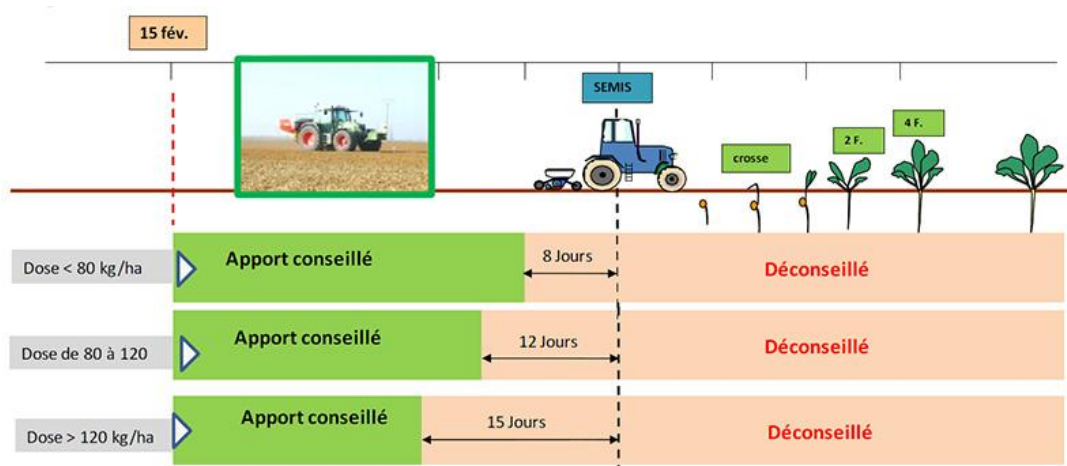 15 fév.
SEMIS
crosse
2 F.
4 F.
Dose < 80 kg/ha
Apport conseillé
8 Jours
Déconseillé
Dose de 80 à 120
Apport conseillé
12 Jours
Déconseillé
Dose > 120 kg/ha
Apport conseillé
15 Jours
Déconseillé